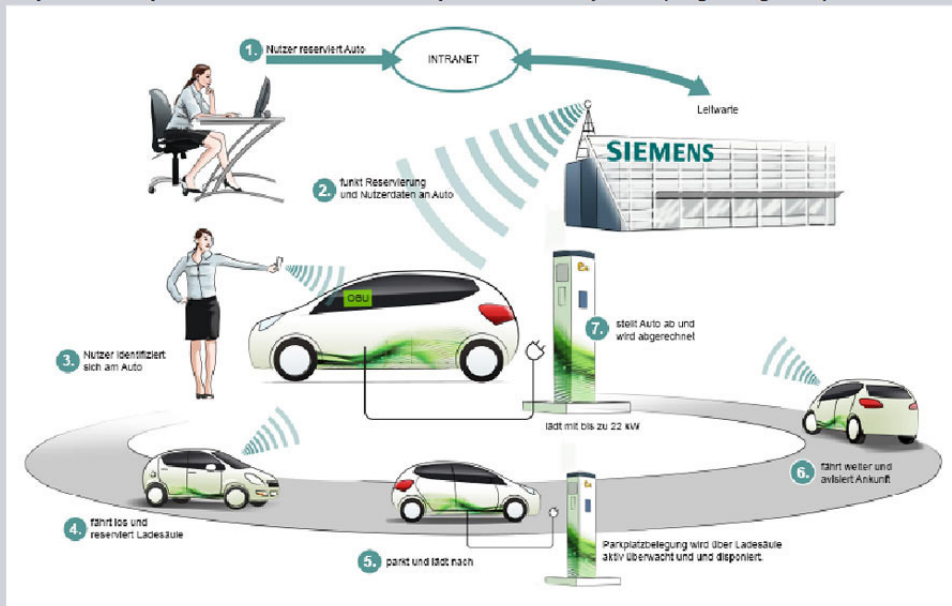 1. Nutzer reserviert Auto
INTRANET
Leitwarte
SIEMENS
2. funkt Reservierung
und Nutzerdaten an Auto
OBU
3. Nutzer identifiziert
sich am Auto
7. stellt Auto ab und
wird abgerechnet
lädt mit bis zu 22 kW
4. fährt los und
reserviert Ladesäule
5. parkt und lädt nach
Parkplatzbelegung wird über Ladesäule
aktiv überwacht und und disponiert.
6. fährt weiter und
avisiert Ankunft